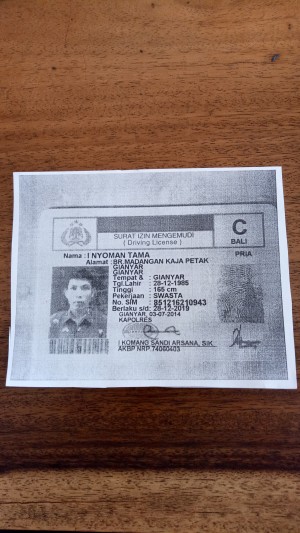 SURAT IZIN MENGEMUDI
( Driving License )
C
BALI
Nama : I NYOMAN TAMA
PRIA
Alamat : BR.MADANGAN KAJA PETAK
GIANYAR
GIANYAR
Tempat & : GIANYAR
Tgl.Lahir : 28-12-1985
Tinggi : 165 cm
Pekerjaan : SWASTA
No. SIM : 851216210943
Berlaku s/d : 28-12-2019
GIANYAR, 03-07-2014
KAPOLRES
I KOMANG SANDI ARSANA, SIK.
AKBP NRP 74060403